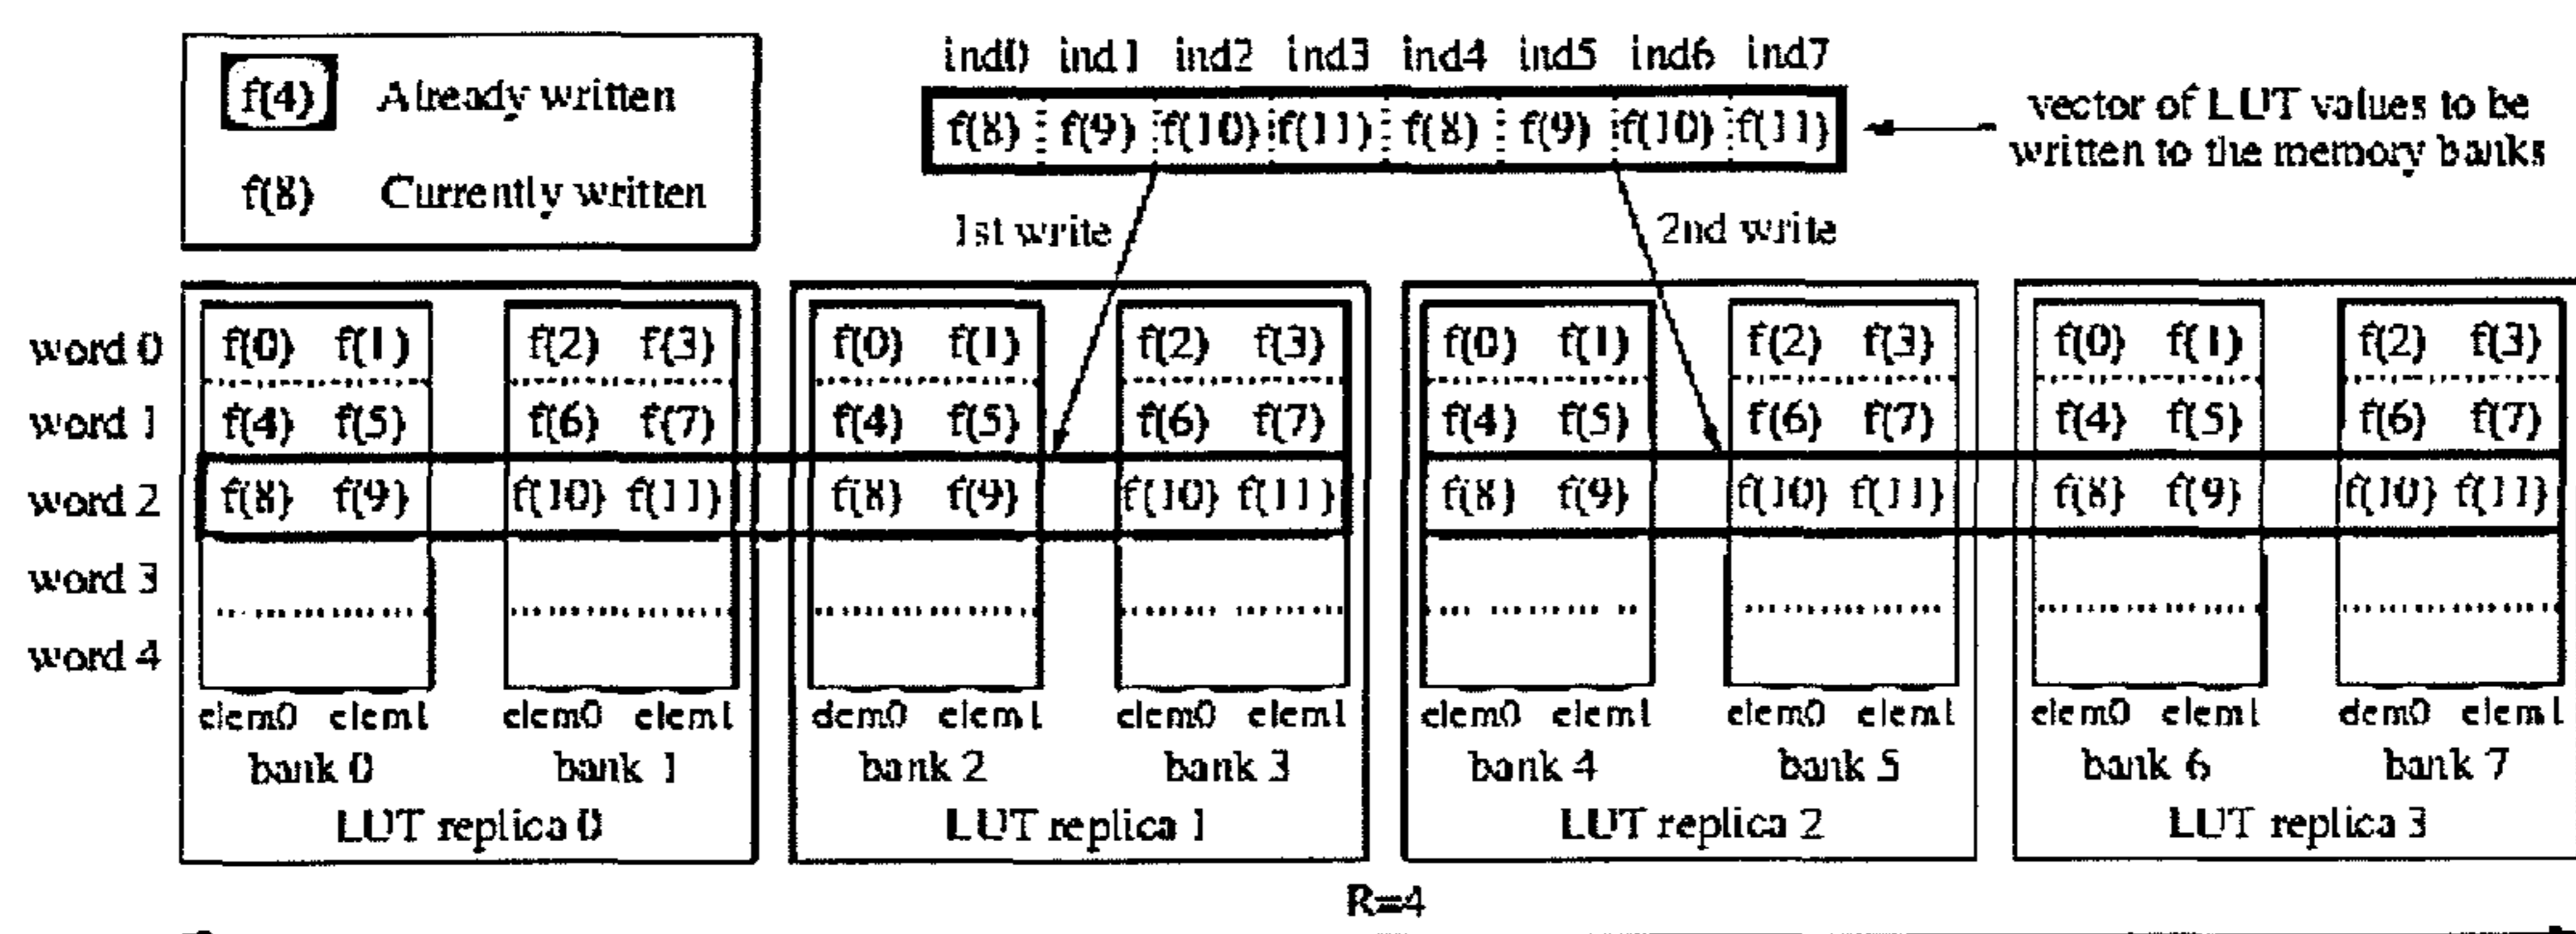 f(4) Already written
f(8) Currently written
ind0 ind1 ind2 ind3 ind4 ind5 ind6 ind7
f(8) f(9) f(10) f(11) f(8) f(9) f(10) f(11)
vector of LUT values to be
written to the memory banks
1st write
2nd write
word 0 f(0) f(1) f(2) f(3) f(0) f(1) f(2) f(3) f(0) f(1) f(2) f(3) f(0) f(1) f(2) f(3)
word 1 f(4) f(5) f(6) f(7) f(4) f(5) f(6) f(7) f(4) f(5) f(6) f(7) f(4) f(5) f(6) f(7)
word 2 f(8) f(9) f(10) f(11) f(8) f(9) f(10) f(11) f(8) f(9) f(10) f(11) f(8) f(9) f(10) f(11)
word 3
word 4
elem0 elem1 elem0 elem1 elem0 elem1 elem0 elem1 elem0 elem1 elem0 elem1 elem0 elem1 elem0 elem1
bank 0 bank 1 bank 2 bank 3 bank 4 bank 5 bank 6 bank 7
LUT replica 0 LUT replica 1 LUT replica 2 LUT replica 3
R=4